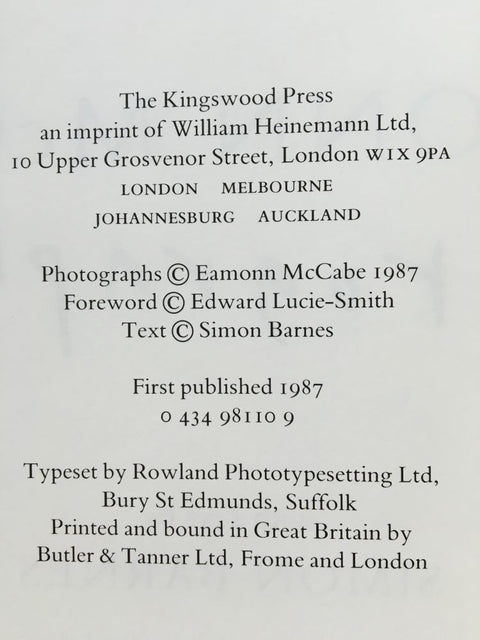 The Kingswood Press
an imprint of William Heinemann Ltd,
10 Upper Grosvenor Street, London W1X 9PA
LONDON MELBOURNE
JOHANNESBURG AUCKLAND
Photographs © Eamonn McCabe 1987
Foreword © Edward Lucie-Smith
Text © Simon Barnes
First published 1987
0 434 98110 9
Typeset by Rowland Phototypesetting Ltd,
Bury St Edmunds, Suffolk
Printed and bound in Great Britain by
Butler & Tanner Ltd, Frome and London